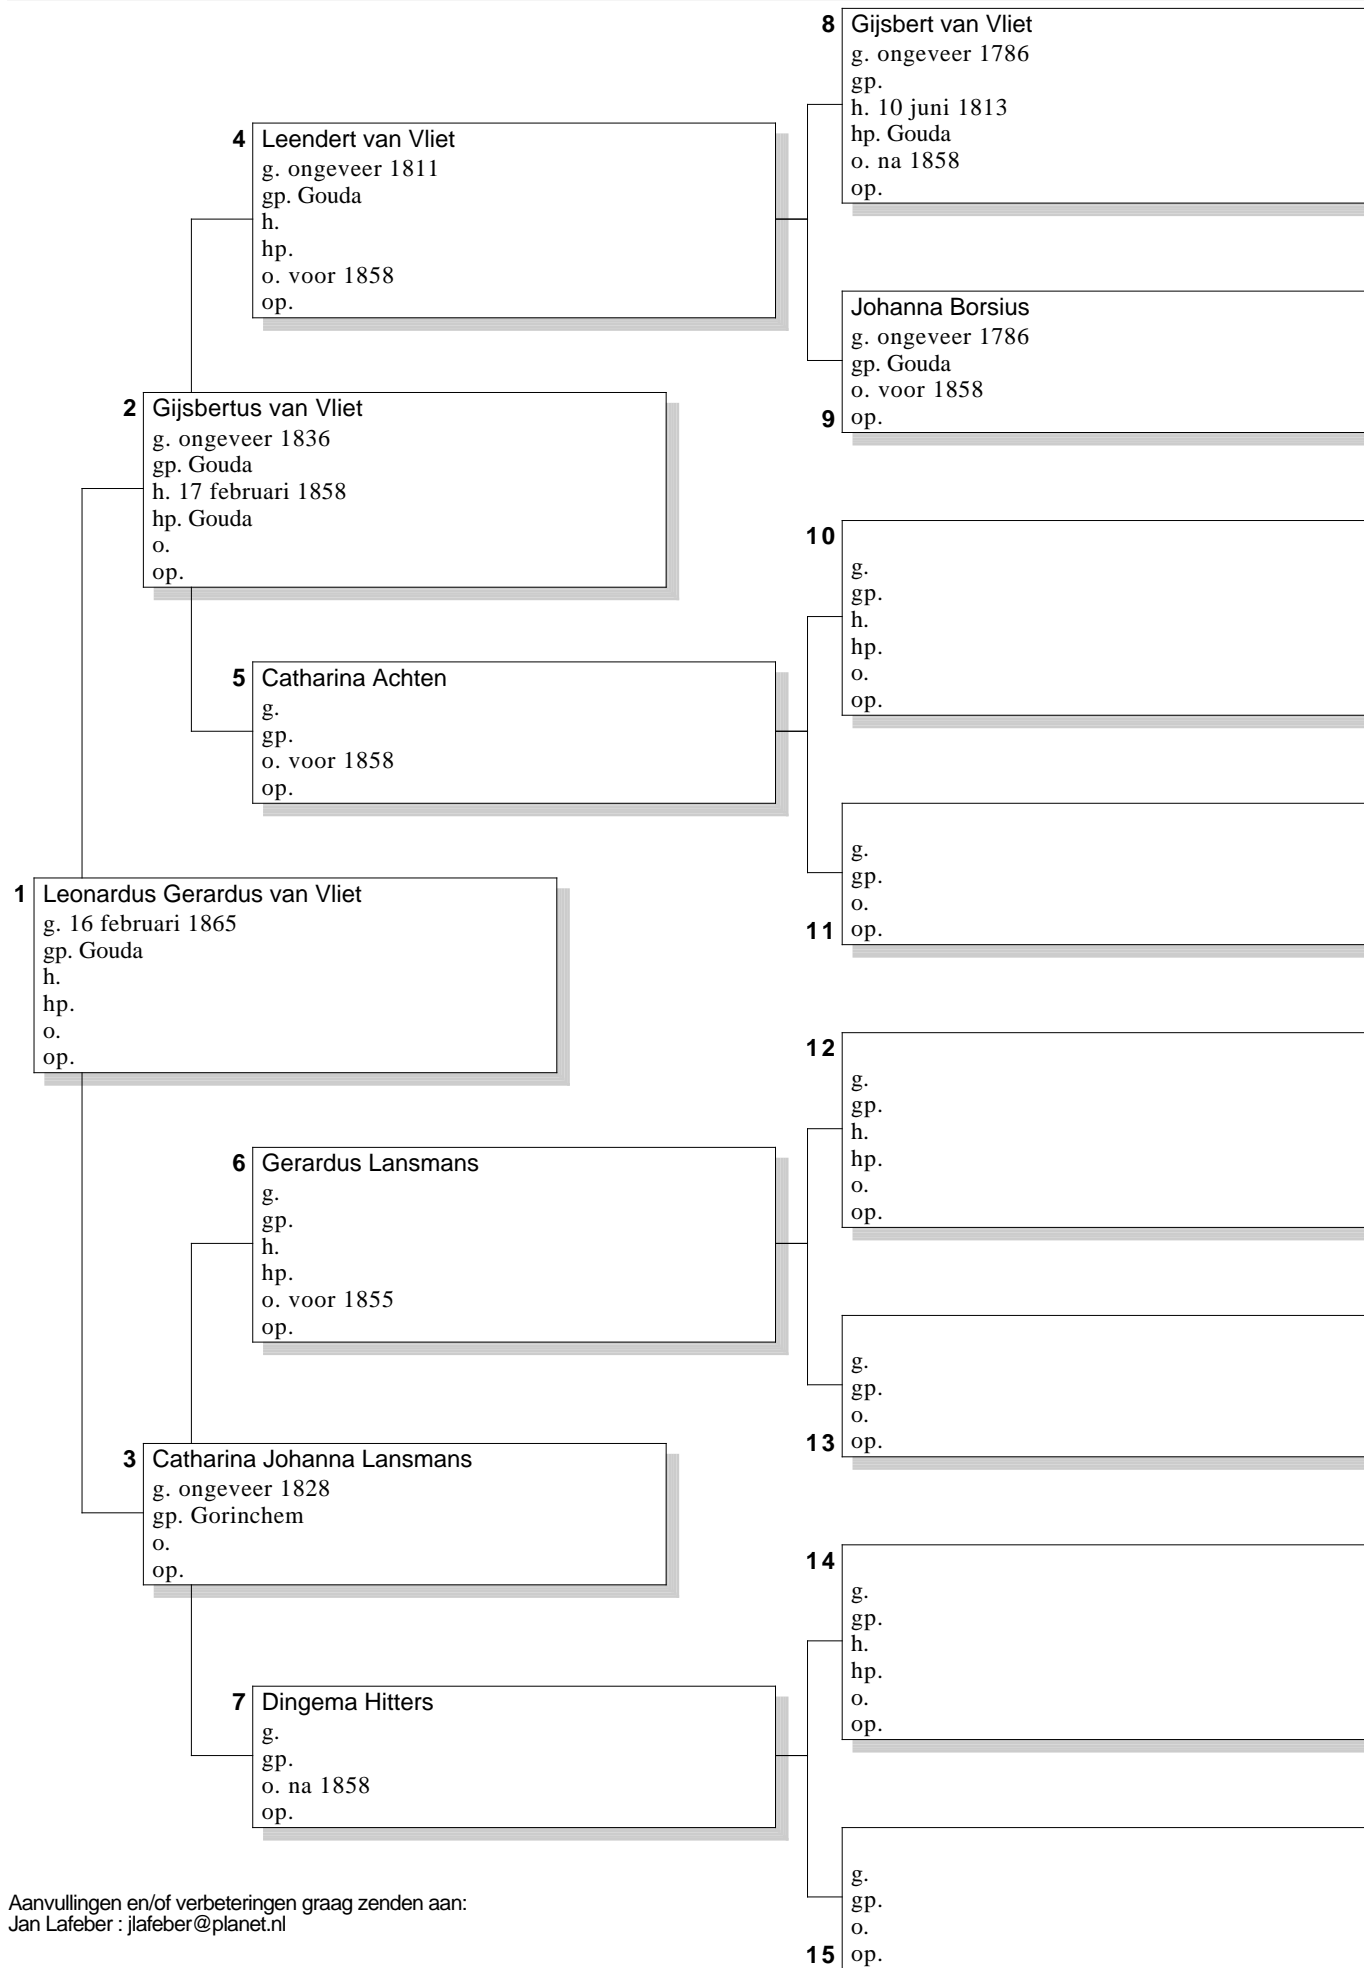 8 Gijsbert van Vliet
g. ongeveer 1786
gp.
h. 10 juni 1813
hp. Gouda
o. na 1858
op.
4 Leendert van Vliet
g. ongeveer 1811
gp. Gouda
h.
hp.
o. voor 1858
op.
Johanna Borsius
g. ongeveer 1786
gp. Gouda
o. voor 1858
9 op.
2 Gijsbertus van Vliet
g. ongeveer 1836
gp. Gouda
h. 17 februari 1858
hp. Gouda
o.
op.
10
g.
gp.
h.
hp.
o.
op.
5 Catharina Achten
g.
gp.
o. voor 1858
op.
g.
gp.
o.
11 op.
1 Leonardus Gerardus van Vliet
g. 16 februari 1865
gp. Gouda
h.
hp.
o.
op.
12
g.
gp.
h.
hp.
o.
op.
6 Gerardus Lansmans
g.
gp.
h.
hp.
o. voor 1855
op.
g.
gp.
o.
13 op.
3 Catharina Johanna Lansmans
g. ongeveer 1828
gp. Gorinchem
o.
op.
14
g.
gp.
h.
hp.
o.
op.
7 Dingema Hitters
g.
gp.
o. na 1858
op.
g.
gp.
o.
15 op.
Aanvullingen en/of verbeteringen graag zenden aan:
Jan Lafeber : jlafeber@planet.nl